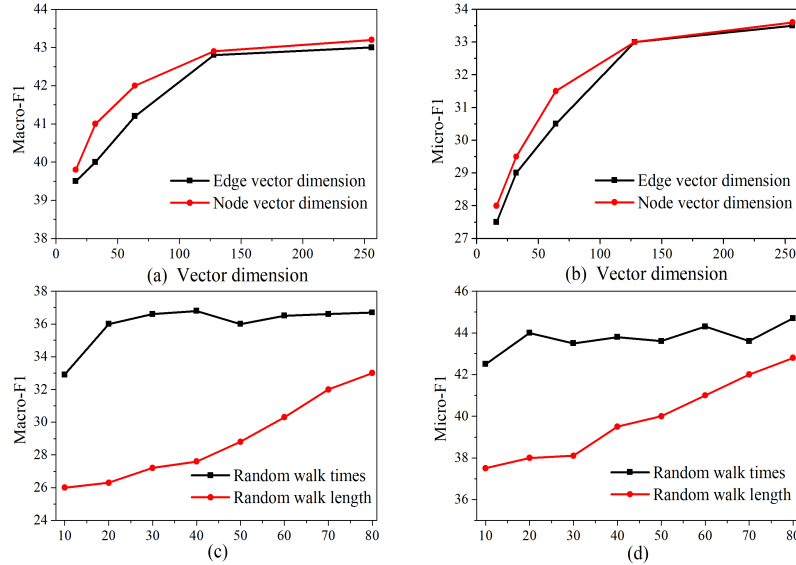 Macro-F1
44
43
42
41
40
39
38
0 50 100 150 200 250
Edge vector dimension
Node vector dimension
(a) Vector dimension
Micro-F1
34
33
32
31
30
29
28
27
0 50 100 150 200 250
Edge vector dimension
Node vector dimension
(b) Vector dimension
Macro-F1
38
36
34
32
30
28
26
24
10 20 30 40 50 60 70 80
Random walk times
Random walk length
(c)
Micro-F1
46
44
42
40
38
36
10 20 30 40 50 60 70 80
Random walk times
Random walk length
(d)